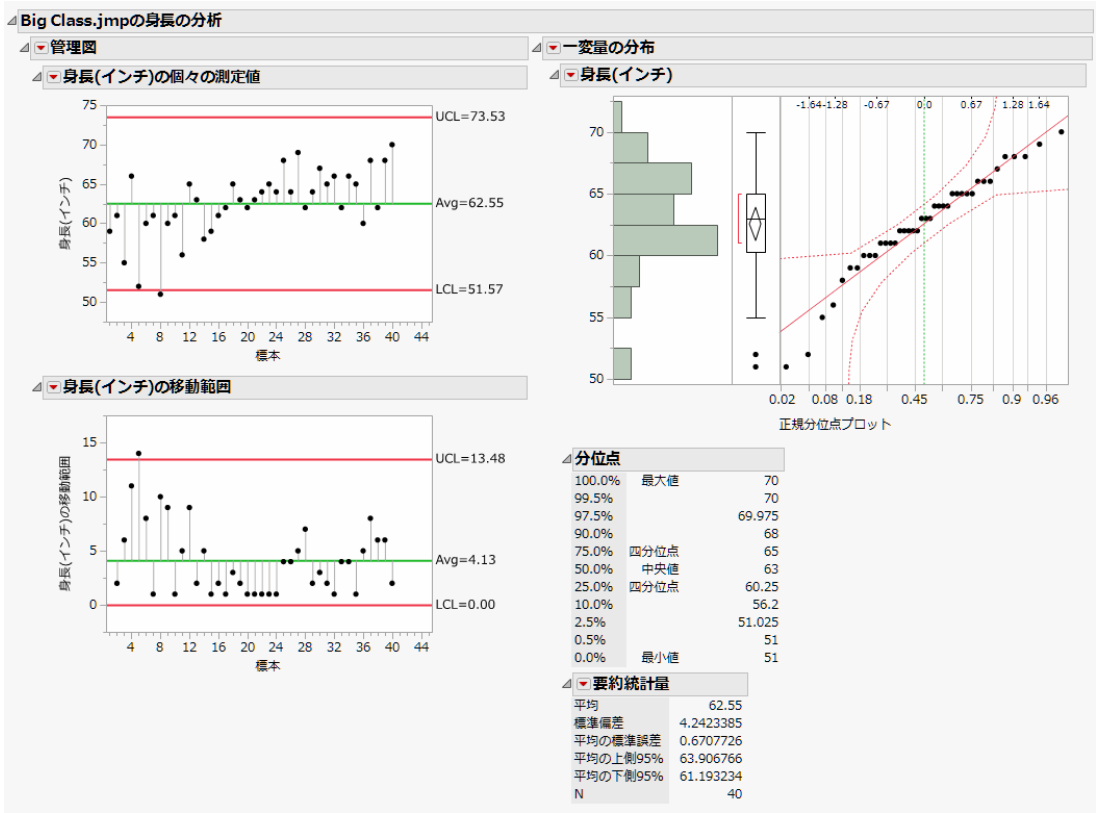 Big Class.jmpの身長の分析
管理図
身長(インチ)の個々の測定値
身長(インチ)
75
70
65
60
55
50
UCL=73.53
Avg=62.55
LCL=51.57
4 8 12 16 20 24 28 32 36 40 44
標本
身長(インチ)の移動範囲
身長(インチ)の移動範囲
15
10
5
0
UCL=13.48
Avg=4.13
LCL=0.00
4 8 12 16 20 24 28 32 36 40 44
標本
一変量の分布
身長(インチ)
-1.64 -1.28 -0.67 0.0 0.67 1.28 1.64
70
65
60
55
50
0.02 0.08 0.18 0.45 0.75 0.9 0.96
正規分位点プロット
分位点
100.0% 最大値 70
99.5% 70
97.5% 69.975
90.0% 68
75.0% 四分位点 65
50.0% 中央値 63
25.0% 四分位点 60.25
10.0% 56.2
2.5% 51.025
0.5% 51
0.0% 最小値 51
要約統計量
平均 62.55
標準偏差 4.2423385
平均の標準誤差 0.6707726
平均の上側95% 63.906766
平均の下側95% 61.193234
N 40